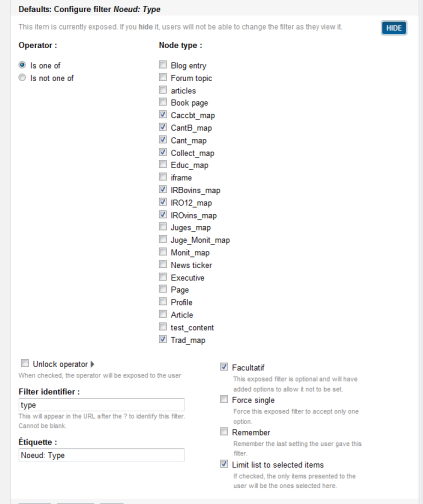 Defaults: Configure filter Noeud: Type
This item is currently exposed. If you hide it, users will not be able to change the filter as they view it.
HIDE
Operator :
Is one of
Is not one of
Node type :
Blog entry
Forum topic
articles
Book page
Caccbt_map
CantB_map
Cant_map
Collect_map
Educ_map
iframe
IRBovins_map
IRO12_map
IROvins_map
Juges_map
Juge_Monit_map
Monit_map
News ticker
Executive
Page
Profile
Article
test_content
Trad_map
Unlock operator
When checked, the operator will be exposed to the user
Filter identifier :
type
This will appear in the URL after the ? to identify this filter.
Cannot be blank.
Étiquette :
Noeud: Type
Facultatif
This exposed filter is optional and will have
added options to allow it not to be set.
Force single
Force this exposed filter to accept only one
option.
Remember
Remember the last setting the user gave this
filter.
Limit list to selected items
If checked, the only items presented to the
user will be the ones selected here.